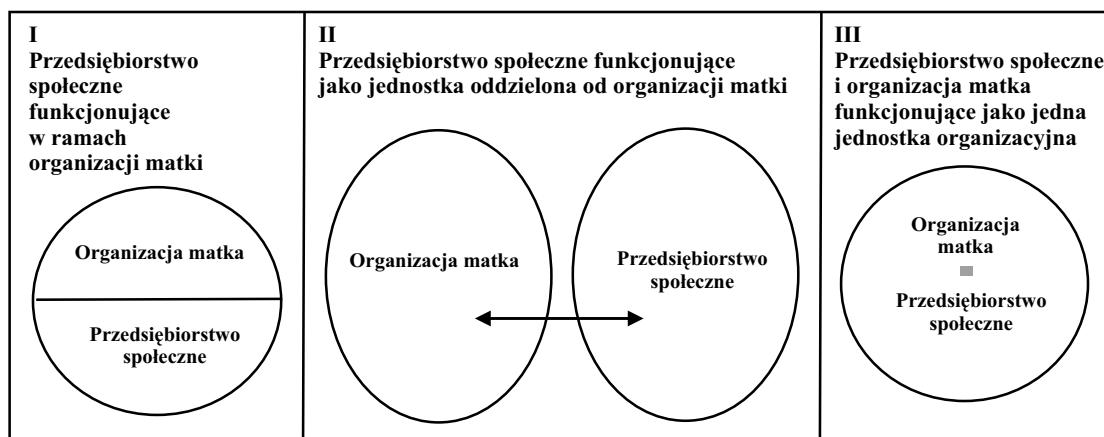 I
Przedsiębiorstwo
społeczne
funkcjonujące
w ramach
organizacji matki
Organizacja matka
Przedsiębiorstwo
społeczne
II
Przedsiębiorstwo społeczne funkcjonujące
jako jednostka oddzielona od organizacji matki
Organizacja matka
Przedsiębiorstwo
społeczne
III
Przedsiębiorstwo społeczne
i organizacja matka
funkcjonujące jako jedna
jednostka organizacyjna
Organizacja
matka
Przedsiębiorstwo
społeczne